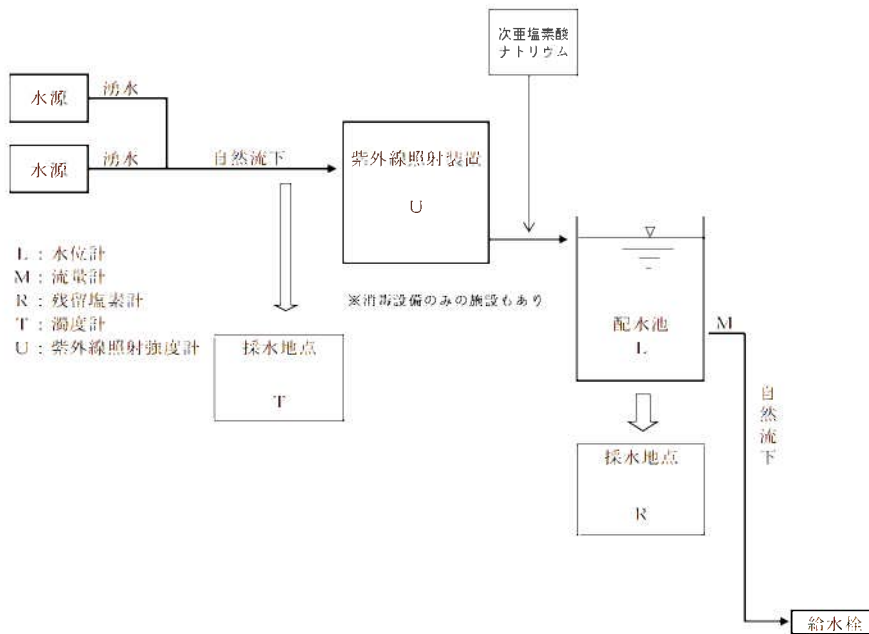 次亜塩素酸
ナトリウム
水源
湧水
水源
湧水
自然流下
紫外線照射装置
U
L：水位計
M：流量計
R：残留塩素計
T：濁度計
U：紫外線照射強度計
※消毒設備のみの施設もあり
採水地点
T
配水池
L
M
自然流下
採水地点
R
給水栓